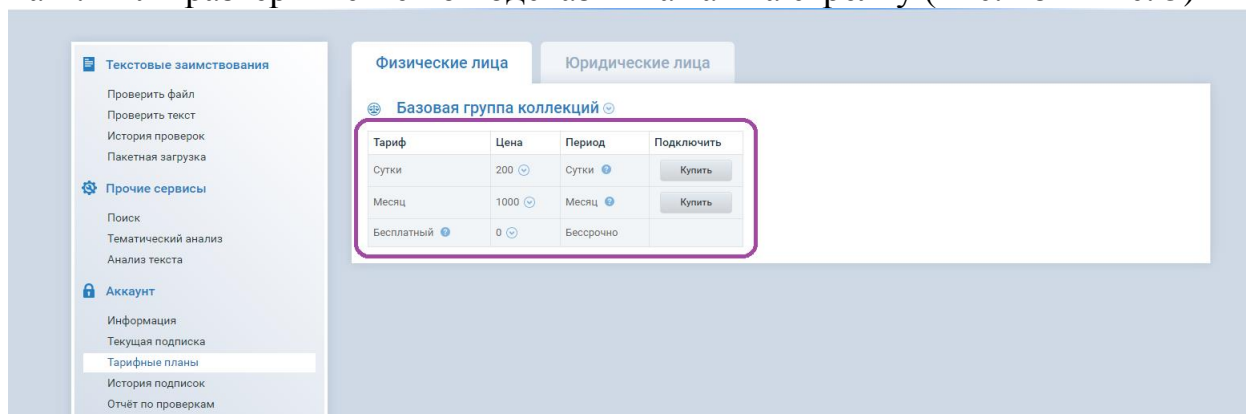 Текстовые заимствования
Проверить файл
Проверить текст
История проверок
Пакетная загрузка
Прочие сервисы
Поиск
Тематический анализ
Анализ текста
Аккаунт
Информация
Текущая подписка
Тарифные планы
История подписок
Отчёт по проверкам
Физические лица Юридические лица
Базовая группа коллекций
Тариф Цена Период Подключить
Сутки 200 Сутки ? Купить
Месяц 1000 Месяц ? Купить
Бесплатный ? 0 Бессрочно